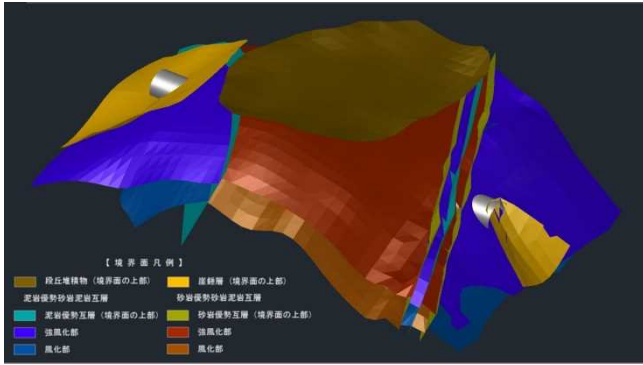 【 境 界 面 凡 例 】
段丘堆積物（境界面の上部）
崖錐層（境界面の上部）
泥岩優勢砂岩泥岩互層
砂岩優勢砂岩泥岩互層
泥岩優勢互層（境界面の上部）
砂岩優勢互層（境界面の上部）
強風化部
強風化部
風化部
風化部